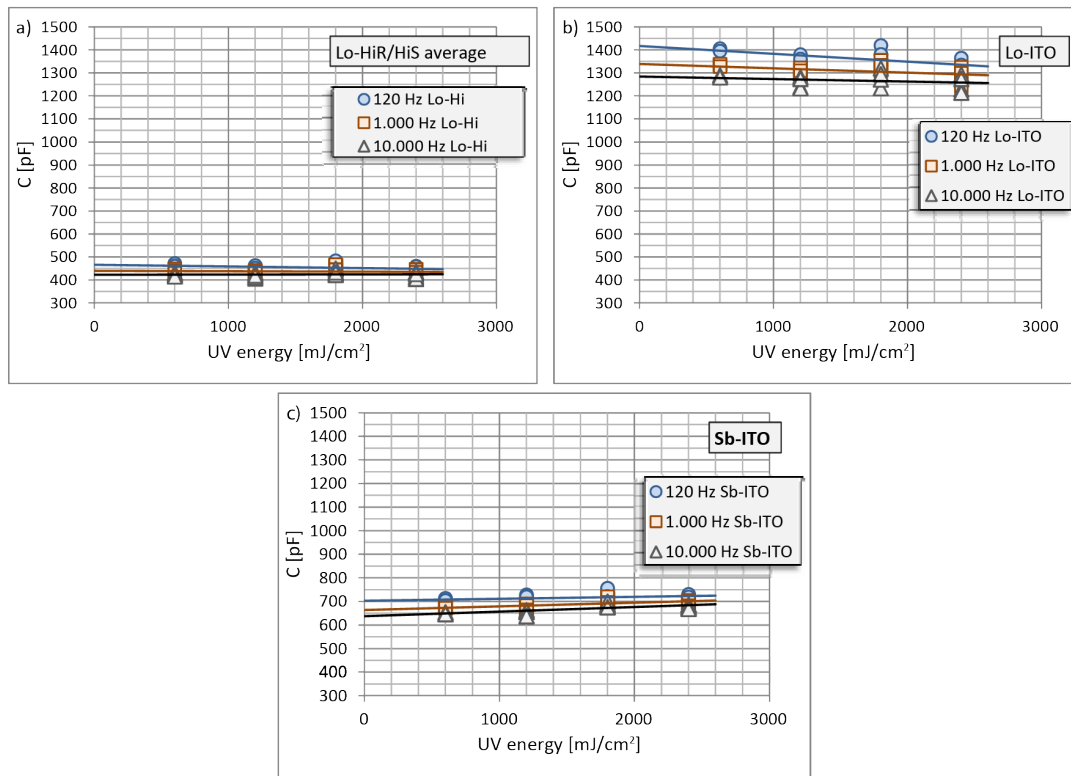 a)
Lo-HiR/HiS average
120 Hz Lo-Hi
1.000 Hz Lo-Hi
10.000 Hz Lo-Hi
1500
1400
1300
1200
1100
1000
900
800
700
600
500
400
300
C [pF]
0 1000 2000 3000
UV energy [mJ/cm²]
b)
Lo-ITO
120 Hz Lo-ITO
1.000 Hz Lo-ITO
10.000 Hz Lo-ITO
1500
1400
1300
1200
1100
1000
900
800
700
600
500
400
300
C [pF]
0 1000 2000 3000
UV energy [mJ/cm²]
c)
Sb-ITO
120 Hz Sb-ITO
1.000 Hz Sb-ITO
10.000 Hz Sb-ITO
1500
1400
1300
1200
1100
1000
900
800
700
600
500
400
300
C [pF]
0 1000 2000 3000
UV energy [mJ/cm²]